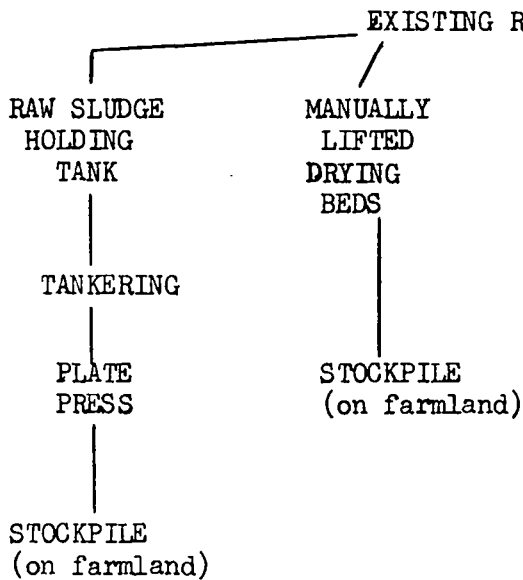 EXISTING R
RAW SLUDGE
HOLDING
TANK
MANUALLY
LIFTED
DRYING
BEDS
TANKERING
PLATE
PRESS
STOCKPILE
(on farmland)
STOCKPILE
(on farmland)